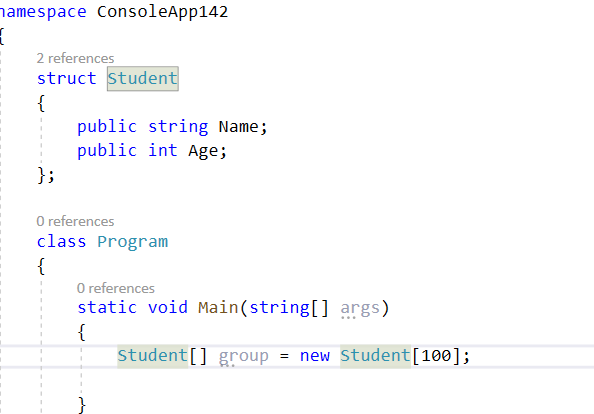 namespace ConsoleApp142
{
2 references
struct Student
{
public string Name;
public int Age;
};
0 references
class Program
{
0 references
static void Main(string[] args)
{
Student[] group = new Student[100];
}